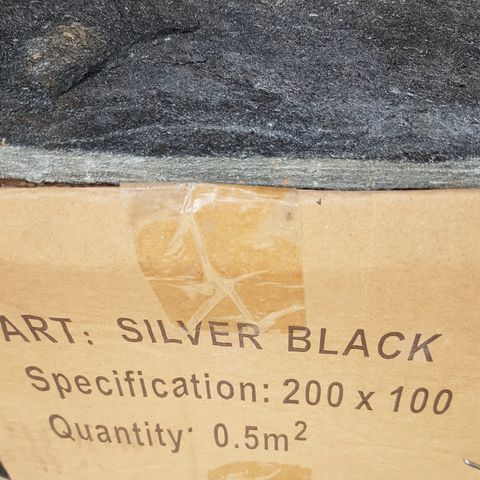 ART: SILVER BLACK
Specification: 200 x 100
Quantity: 0.5m²